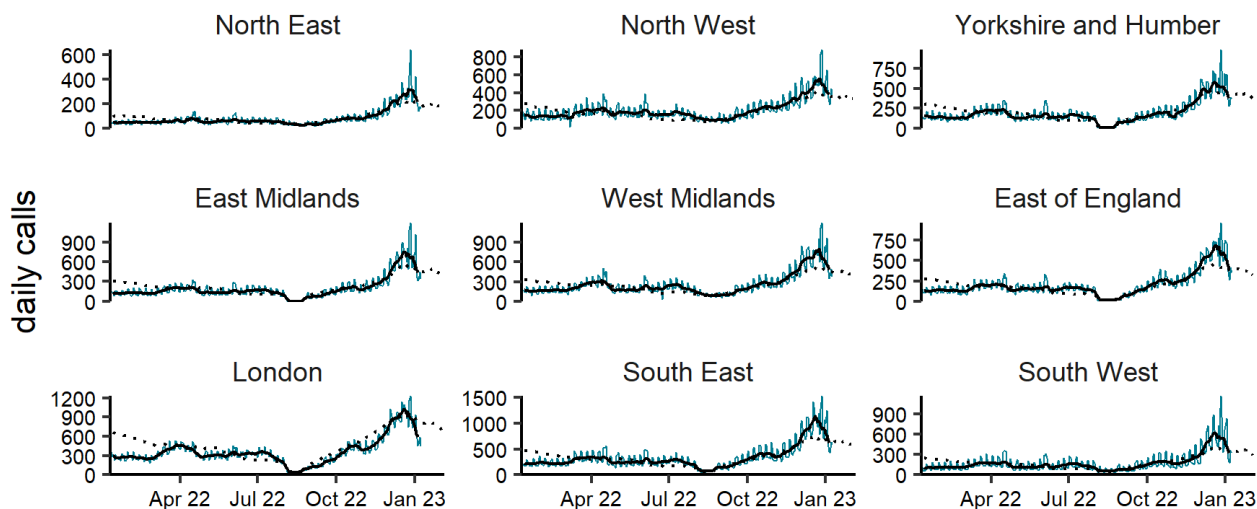 North East
North West
Yorkshire and Humber
600
400
200
0
800
600
400
200
0
750
500
250
0
East Midlands
West Midlands
East of England
900
600
300
0
900
600
300
0
750
500
250
0
daily calls
London
South East
South West
1200
900
600
300
0
1500
1000
500
0
900
600
300
0
Apr 22 Jul 22 Oct 22 Jan 23
Apr 22 Jul 22 Oct 22 Jan 23
Apr 22 Jul 22 Oct 22 Jan 23